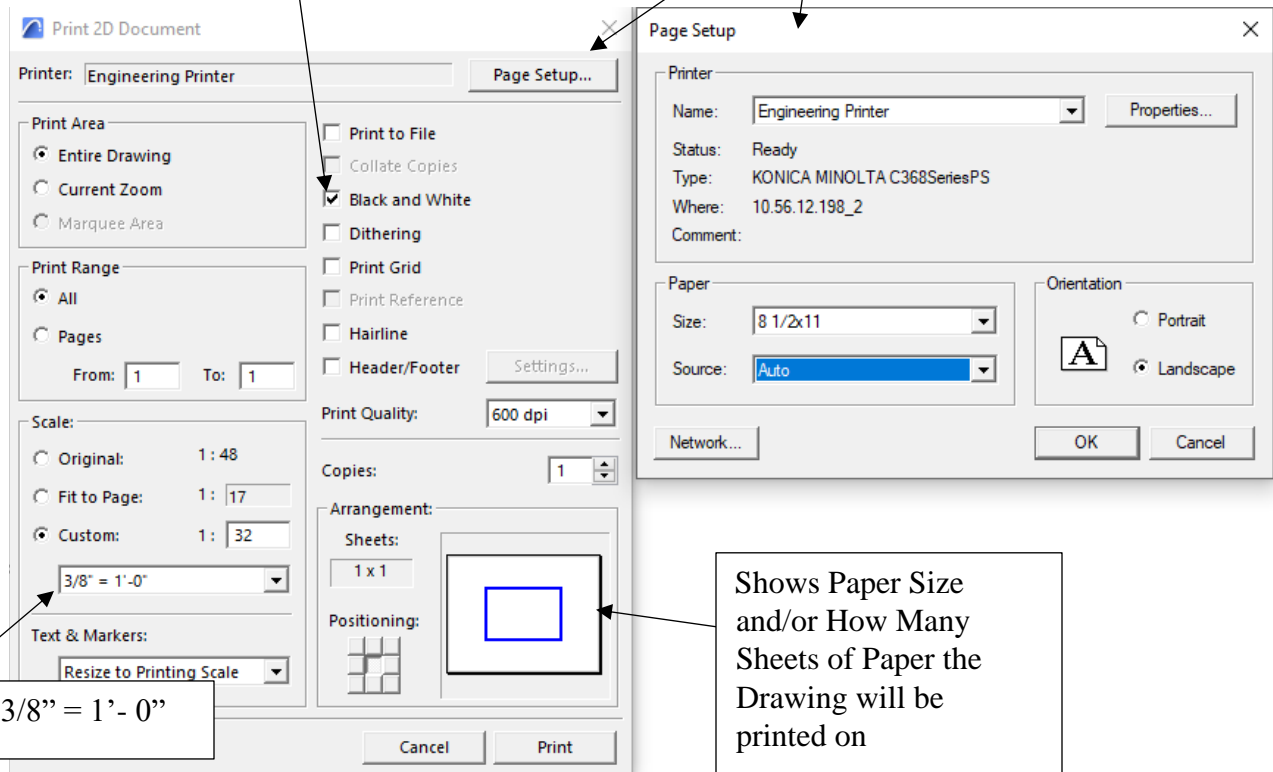 Print 2D Document
Printer: Engineering Printer
Page Setup...
Print Area
Entire Drawing
Current Zoom
Marquee Area
Print Range
All
Pages
From: 1 To: 1
Scale:
Original: 1 : 48
Fit to Page: 1 : 17
Custom: 1 : 32
3/8" = 1'-0"
Text & Markers:
Resize to Printing Scale
3/8” = 1’- 0”
Print to File
Collate Copies
Black and White
Dithering
Print Grid
Print Reference
Hairline
Header/Footer Settings...
Print Quality: 600 dpi
Copies: 1
Arrangement:
Sheets:
1 x 1
Positioning:
Cancel Print
Page Setup
Printer
Name: Engineering Printer Properties...
Status: Ready
Type: KONICA MINOLTA C368SeriesPS
Where: 10.56.12.198_2
Comment:
Paper
Size: 8 1/2x11
Source: Auto
Orientation
A
Portrait
Landscape
Network... OK Cancel
Shows Paper Size
and/or How Many
Sheets of Paper the
Drawing will be
printed on